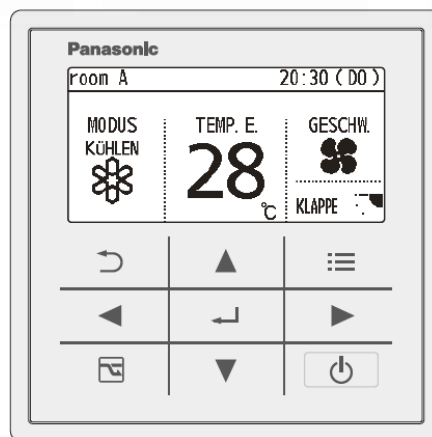 Panasonic
room A 20:30 (DO)
MODUS TEMP. E. GESCHW.
KÜHLEN
28
°C
KLAPPE